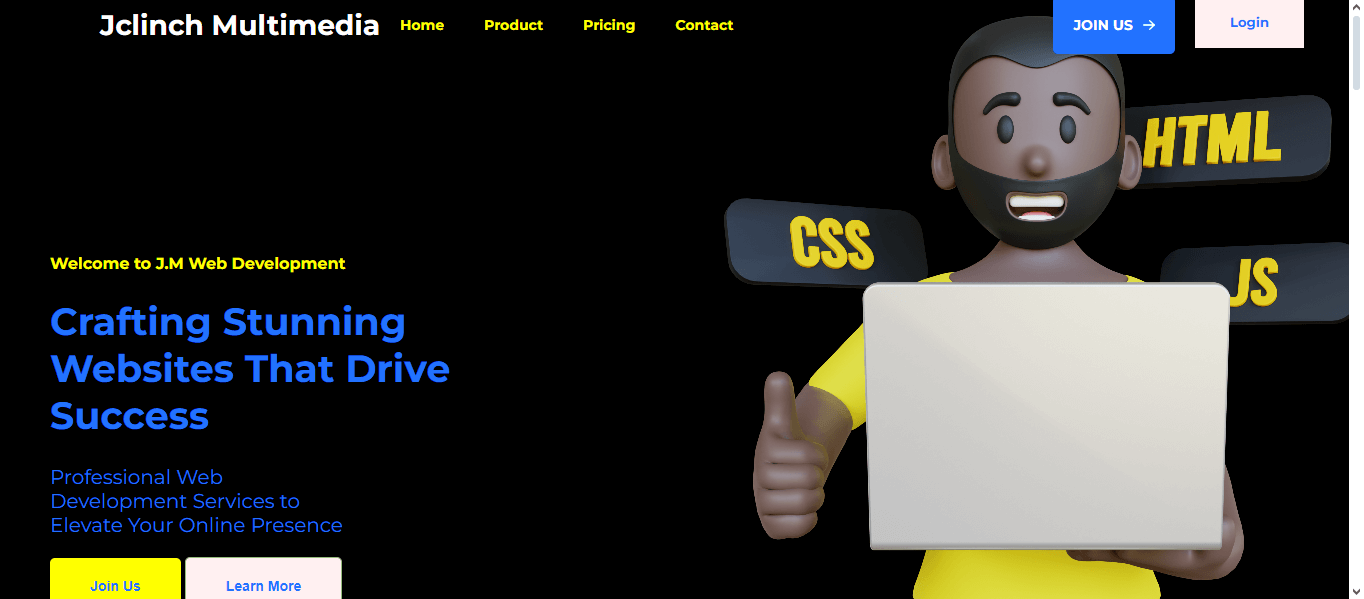 Jclinch Multimedia
Home
Product
Pricing
Contact
JOIN US →
Login
HTML
CSS
JS
Welcome to J.M Web Development
Crafting Stunning
Websites That Drive
Success
Professional Web
Development Services to
Elevate Your Online Presence
Join Us
Learn More